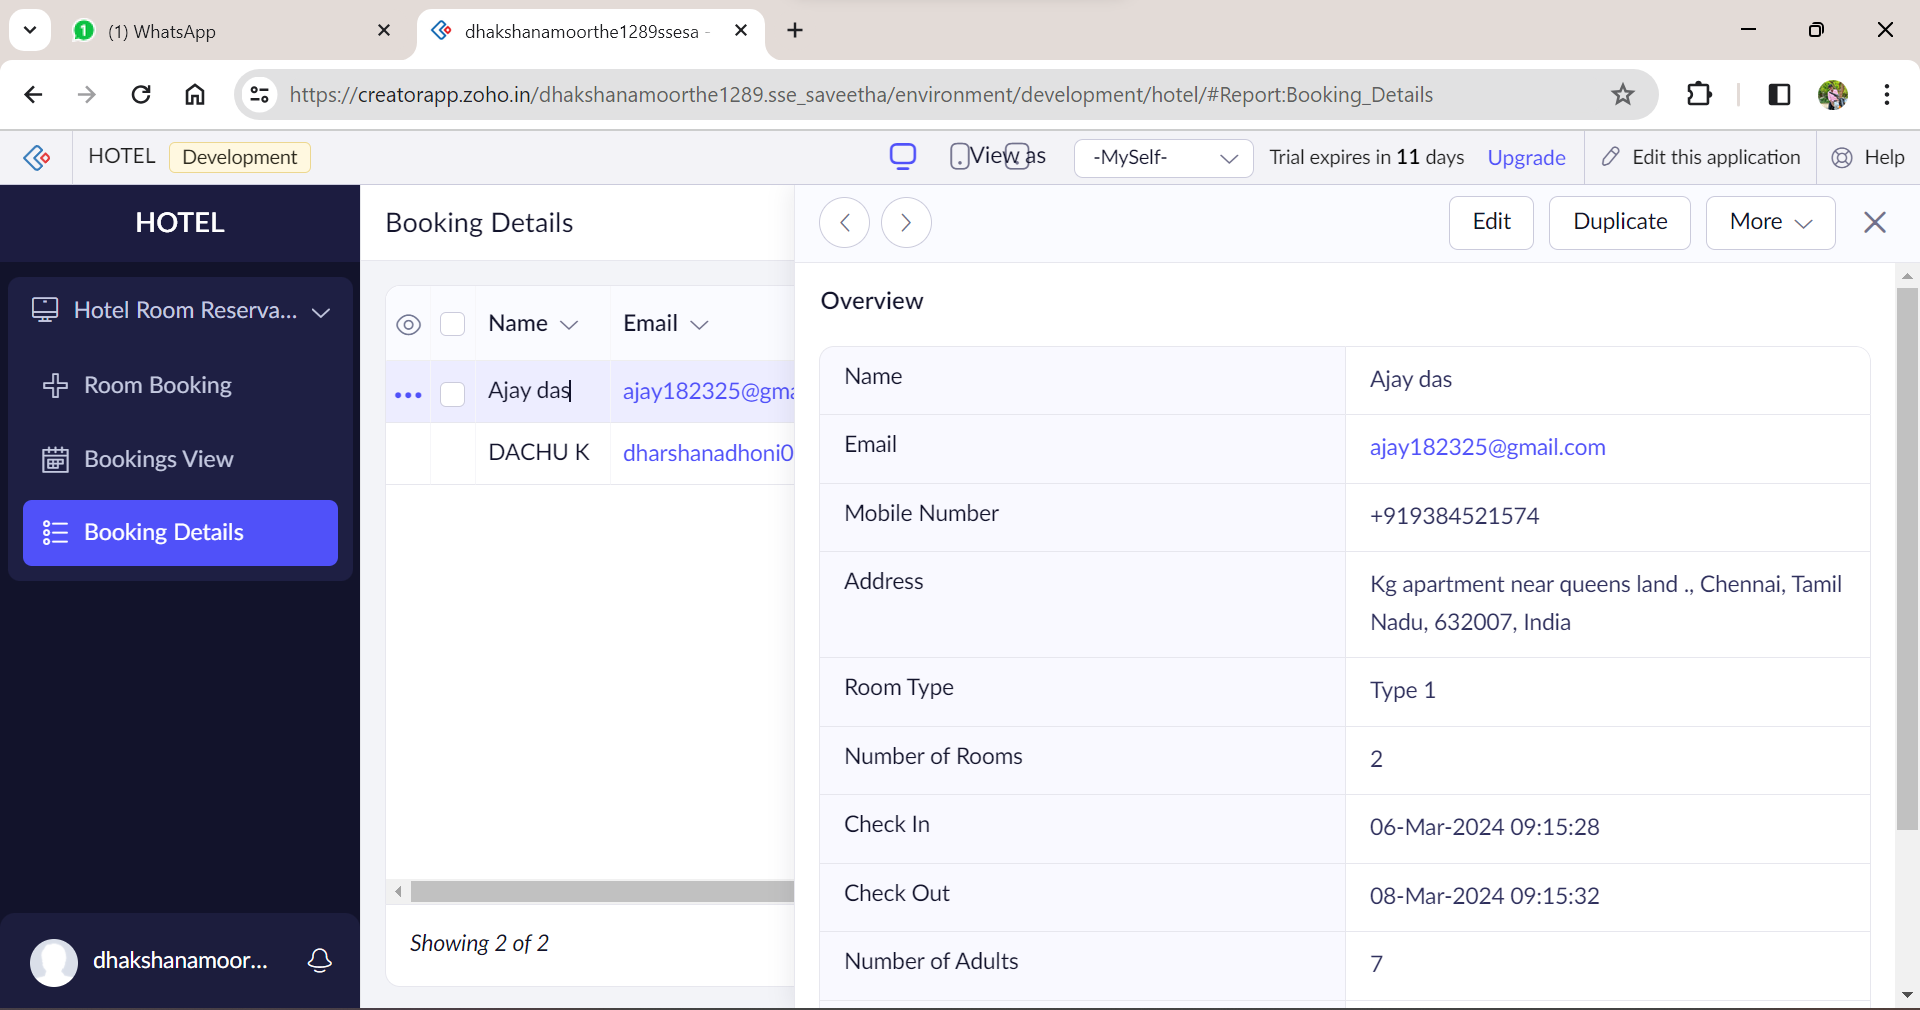 (1) WhatsApp
dhakshanamoorthe1289ssesa -
https://creatorapp.zoho.in/dhakshanamoorthe1289.sse_saveetha/environment/development/hotel/#Report:Booking_Details
HOTEL Development View as -MySelf- Trial expires in 11 days Upgrade Edit this application Help
HOTEL
Hotel Room Reserva...
Room Booking
Bookings View
Booking Details
dhakshanamoor...
Booking Details
Name Email
Ajay das ajay182325@gma
DACHU K dharshanadhoni0
Showing 2 of 2
Edit Duplicate More
Overview
Name Ajay das
Email ajay182325@gmail.com
Mobile Number +919384521574
Address Kg apartment near queens land ., Chennai, Tamil
Nadu, 632007, India
Room Type Type 1
Number of Rooms 2
Check In 06-Mar-2024 09:15:28
Check Out 08-Mar-2024 09:15:32
Number of Adults 7